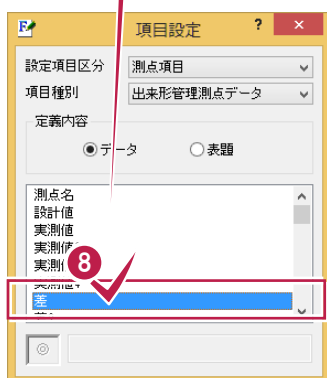 項目設定 ? ×
設定項目区分 測点項目
項目種別 出来形管理測点データ
定義内容
データ 表題
測点名
設計値
実測値
実測値
実測
8
差